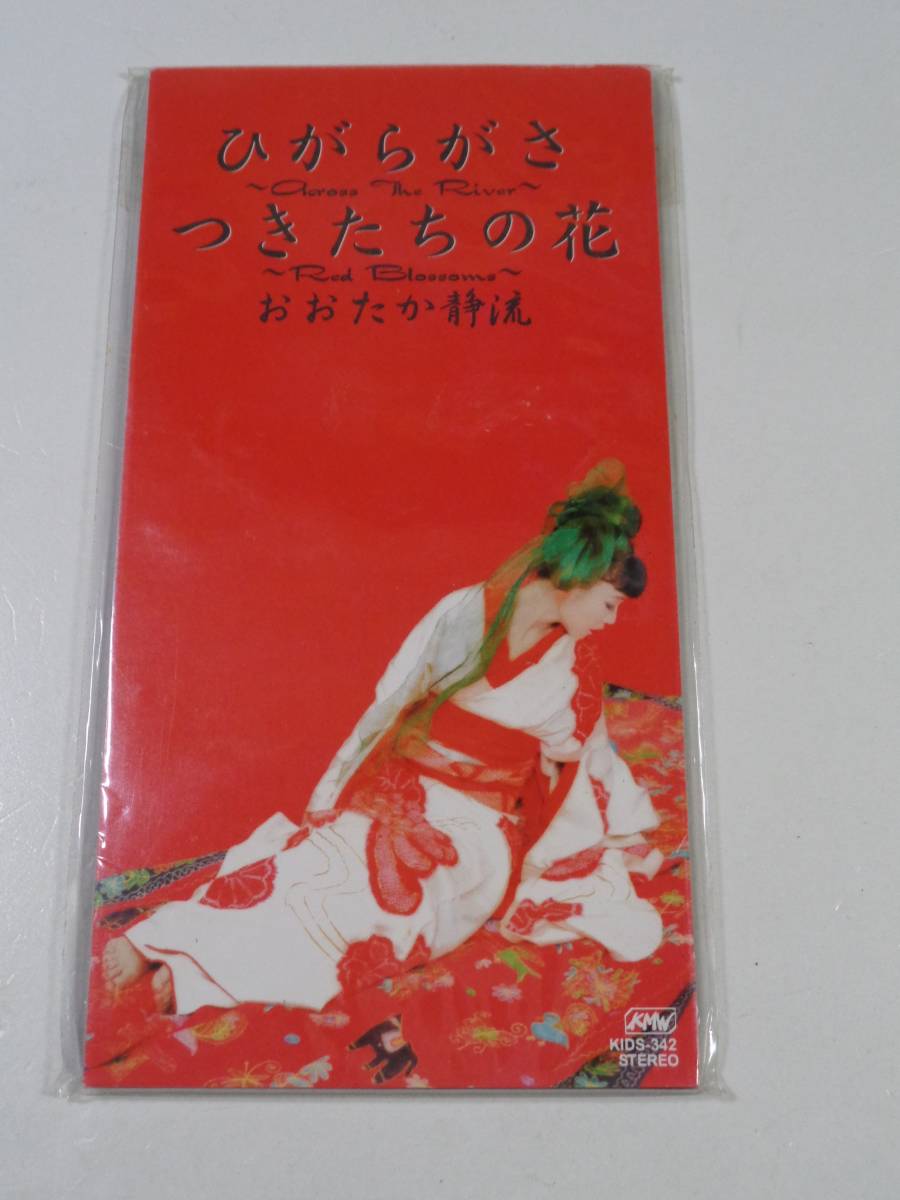 ひがらがさ
~Across The River~
つきたちの花
~Red Blossoms~
おおたか静流
KMW
KIDS-342
STEREO